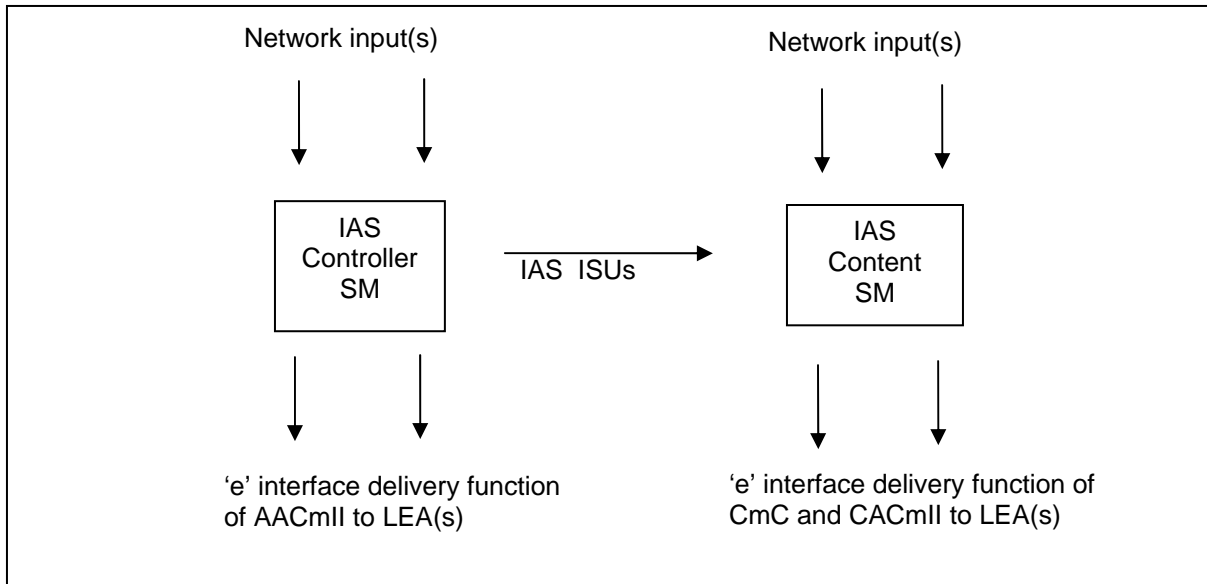 Network input(s)
Network input(s)
IAS
Controller
SM
IAS ISUs
IAS
Content
SM
‘e’ interface delivery function
of AACmII to LEA(s)
‘e’ interface delivery function of
CmC and CACmII to LEA(s)